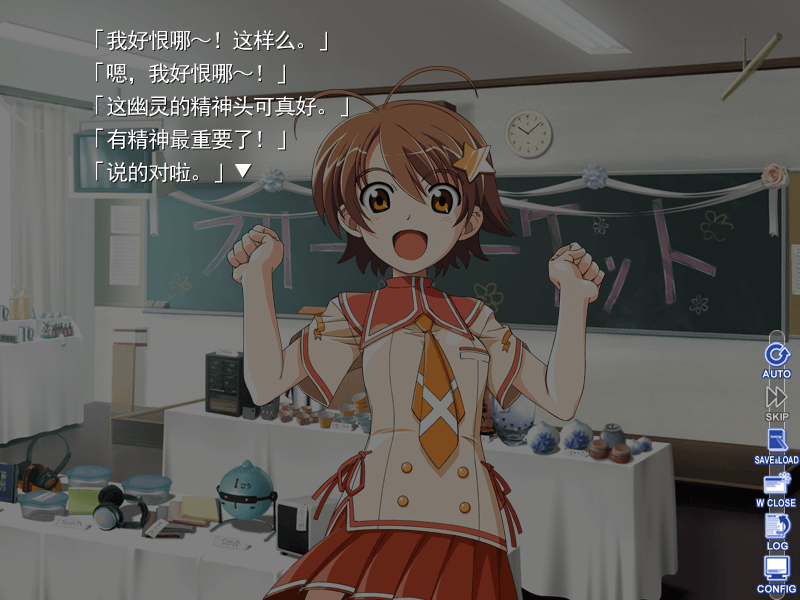 「我好恨哪～！这样么。」
「嗯，我好恨哪～！」
「这幽灵的精神头可真好。」
「有精神最重要了！」
「说的对啦。」▼
AUTO
SKIP
SAVE&LOAD
W CLOSE
LOG
CONFIG